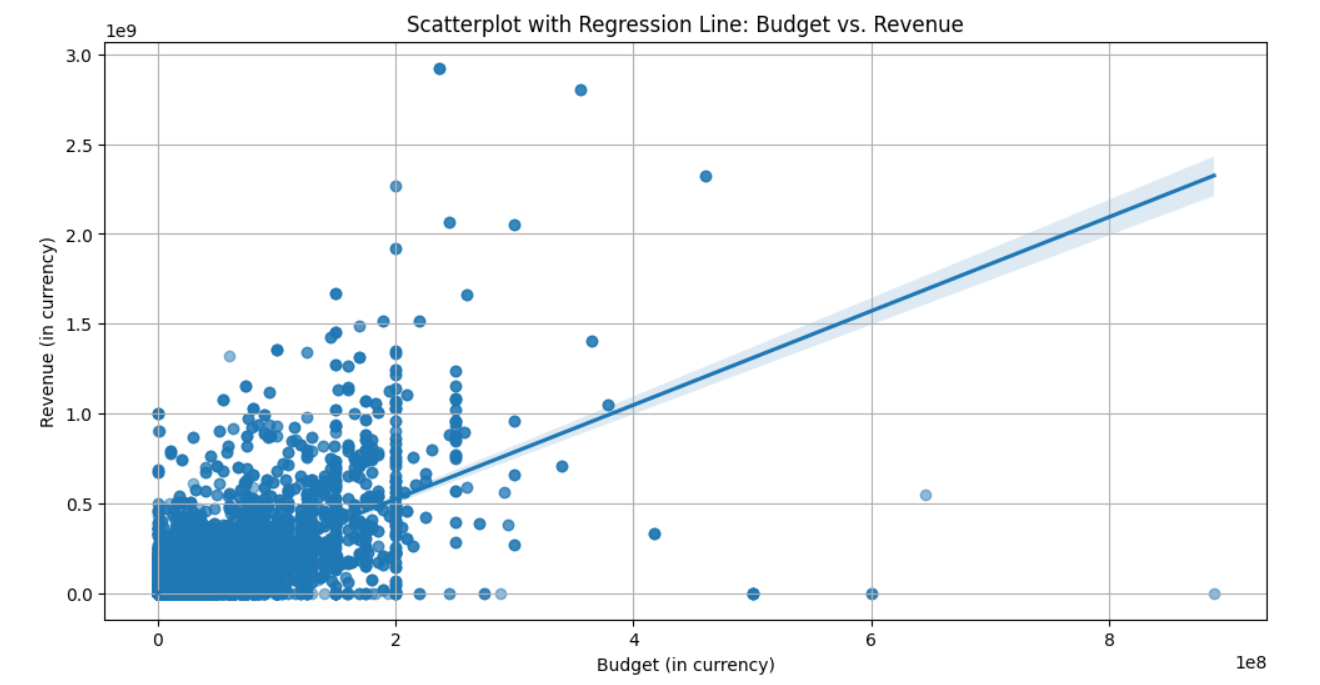 Scatterplot with Regression Line: Budget vs. Revenue
1e9
3.0
2.5
2.0
1.5
1.0
0.5
0.0
Revenue (in currency)
0 2 4 6 8
1e8
Budget (in currency)